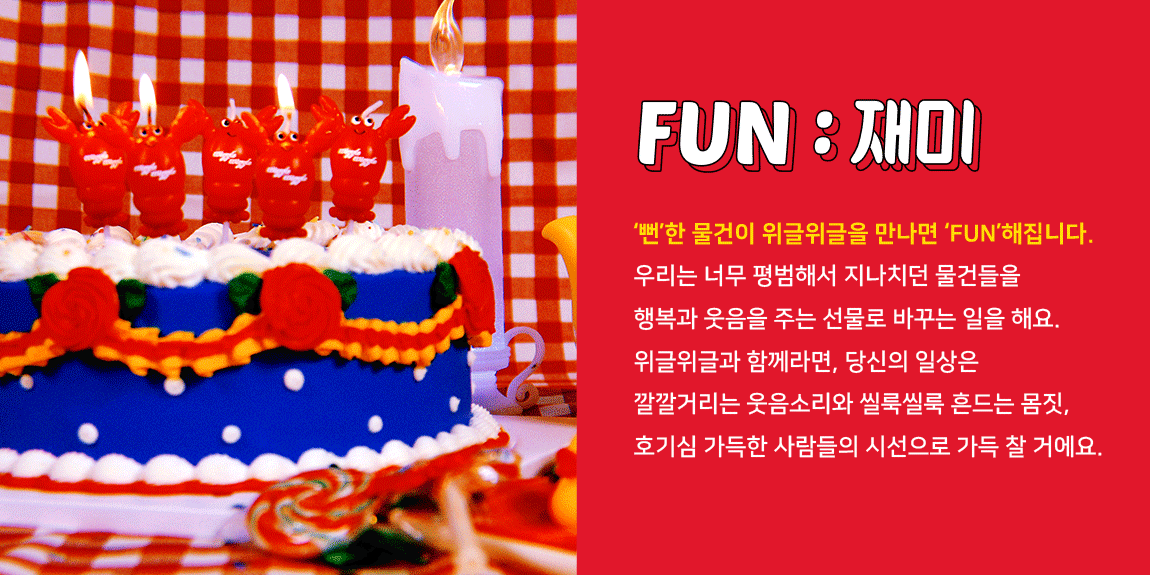 FUN : 재미
‘뻔’한 물건이 위글위글을 만나면 ‘FUN’해집니다.
우리는 너무 평범해서 지나치던 물건들을
행복과 웃음을 주는 선물로 바꾸는 일을 해요.
위글위글과 함께라면, 당신의 일상은
깔깔거리는 웃음소리와 씰룩씰룩 흔드는 몸짓,
호기심 가득한 사람들의 시선으로 가득 찰 거예요.